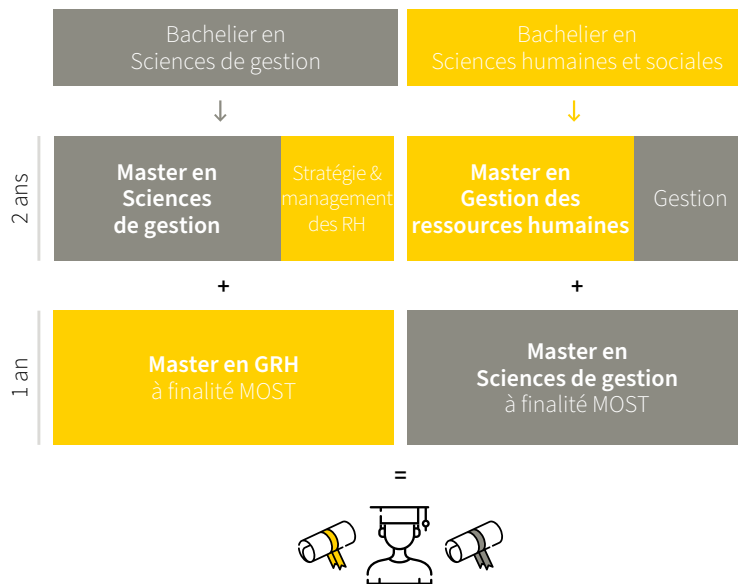 Bachelier en
Sciences de gestion
Bachelier en
Sciences humaines et sociales
↓
↓
2 ans
Master en
Sciences
de gestion
Stratégie &
management
des RH
Master en
Gestion des
ressources humaines
Gestion
+
+
1 an
Master en GRH
à finalité MOST
Master en
Sciences de gestion
à finalité MOST
=